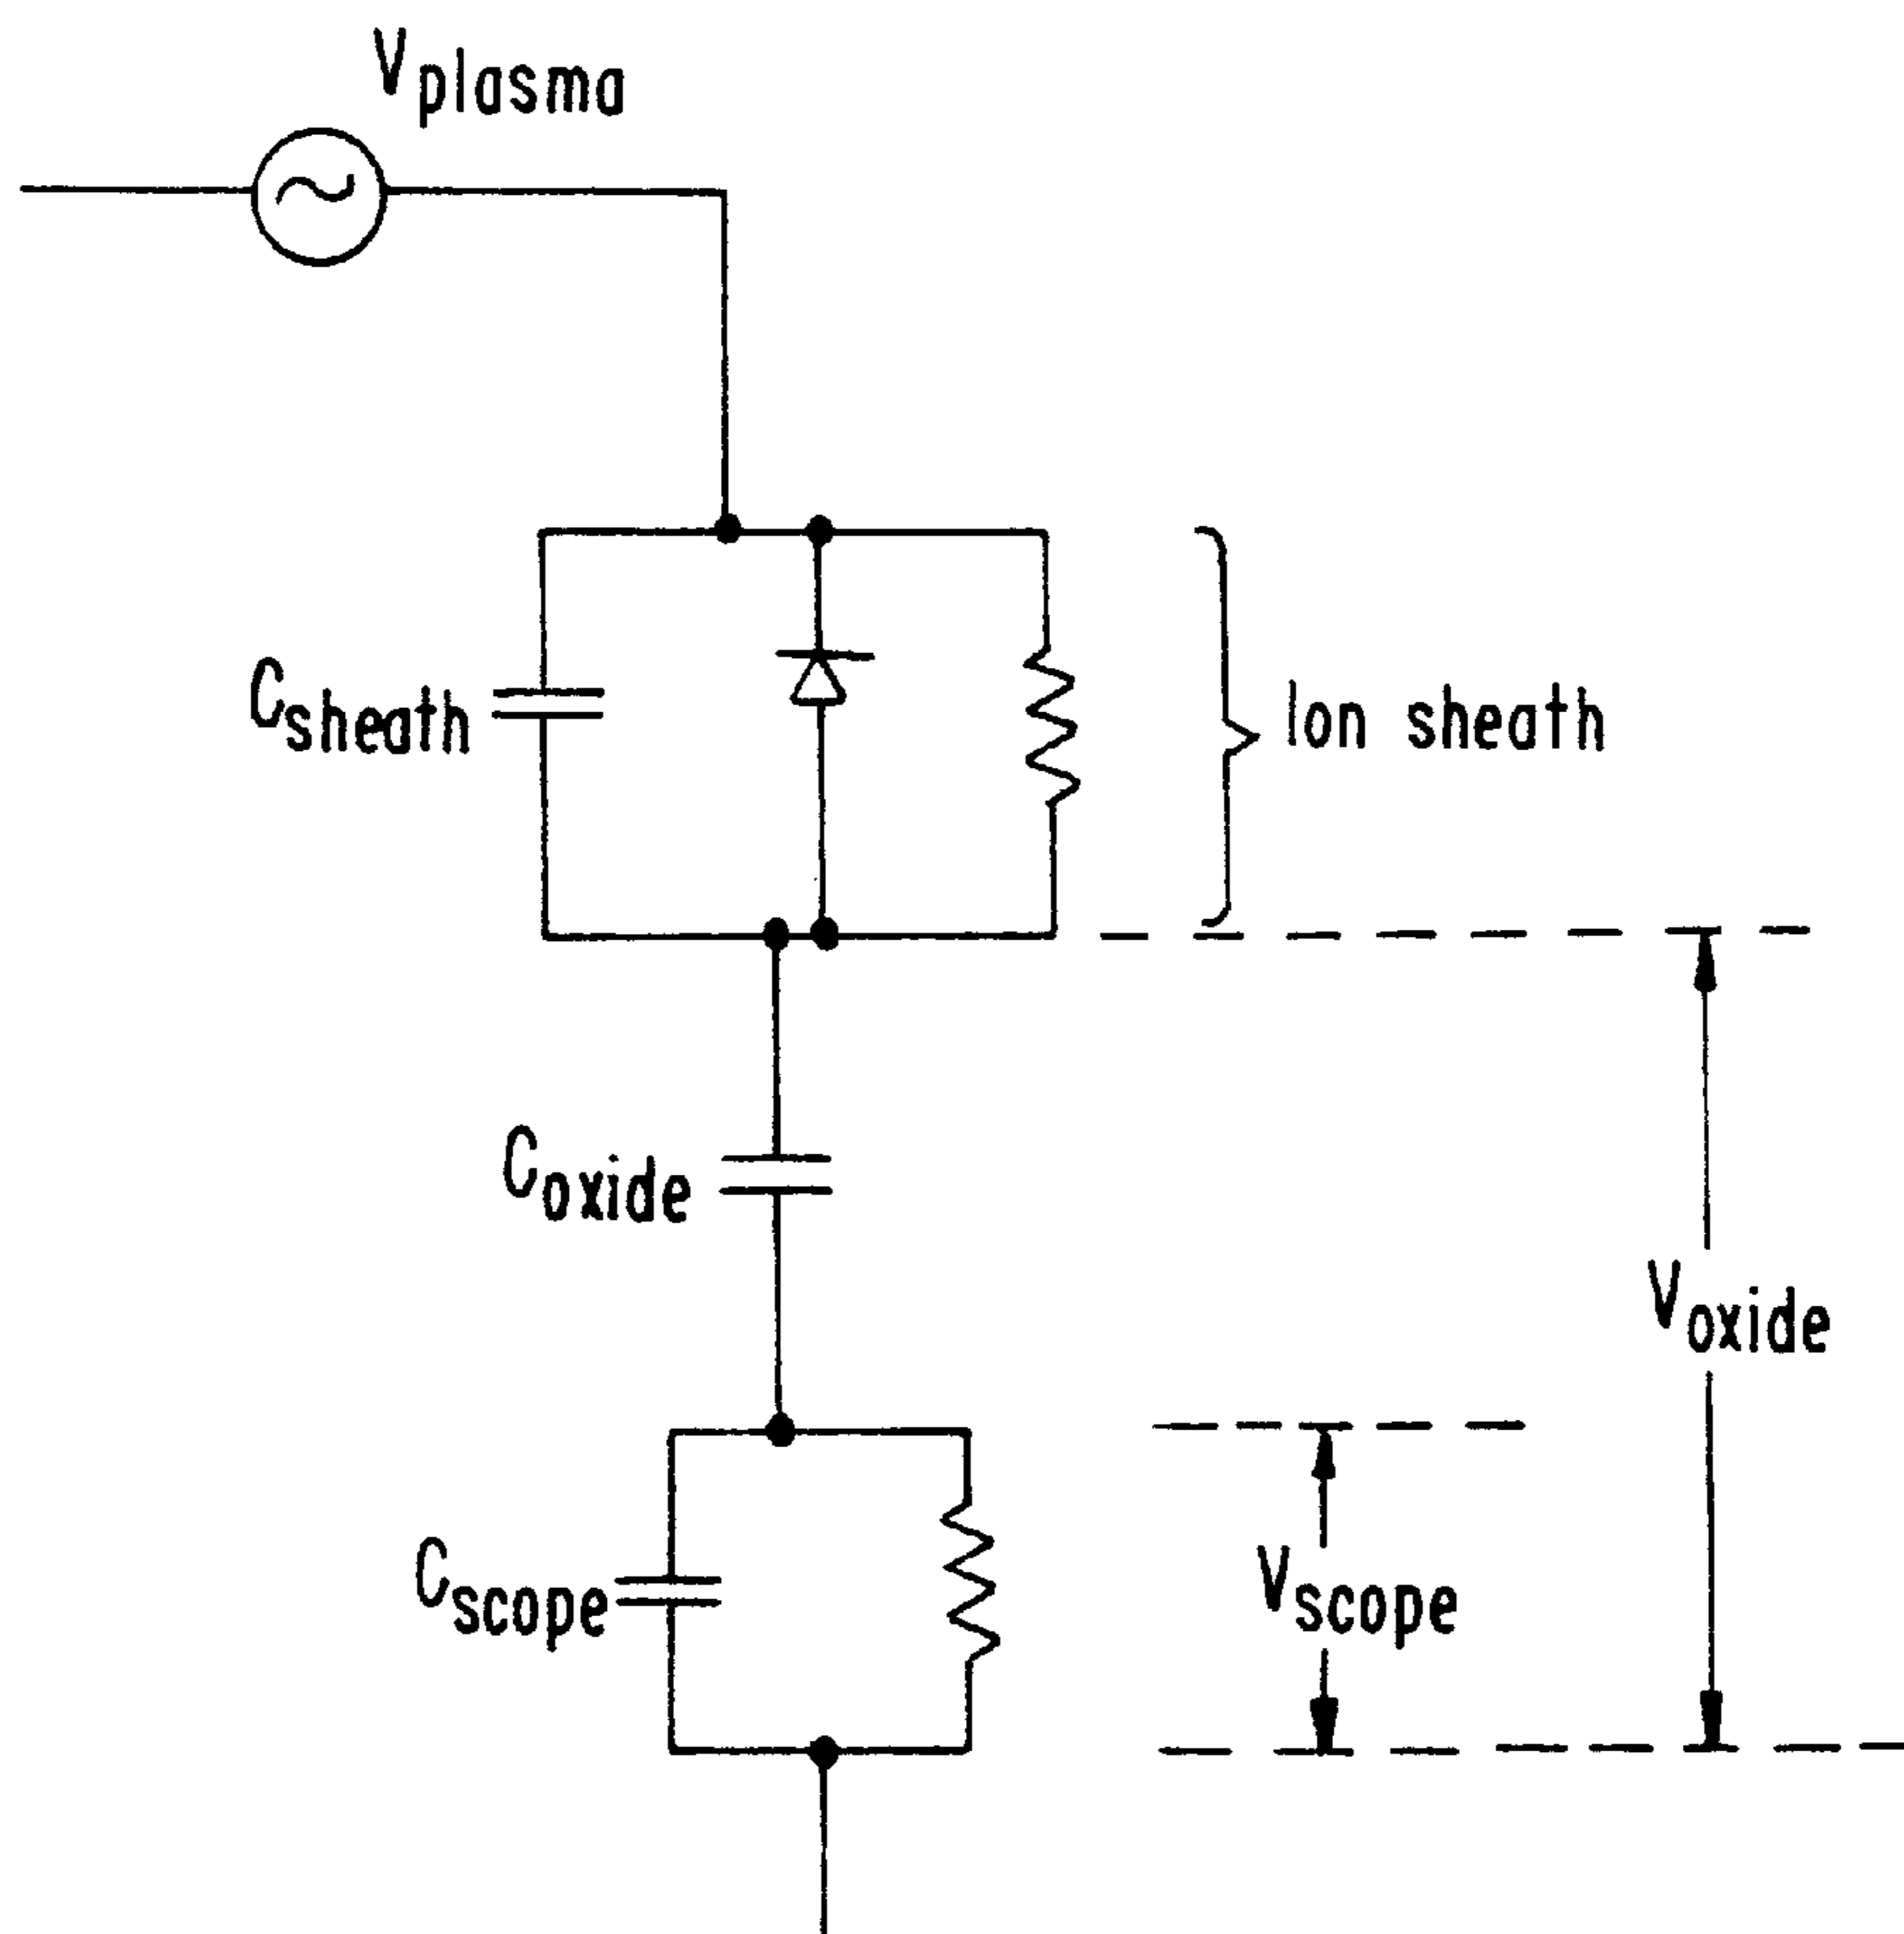 Vplasma
Csheath
Ion sheath
Coxide
Voxide
Cscope
Vscope